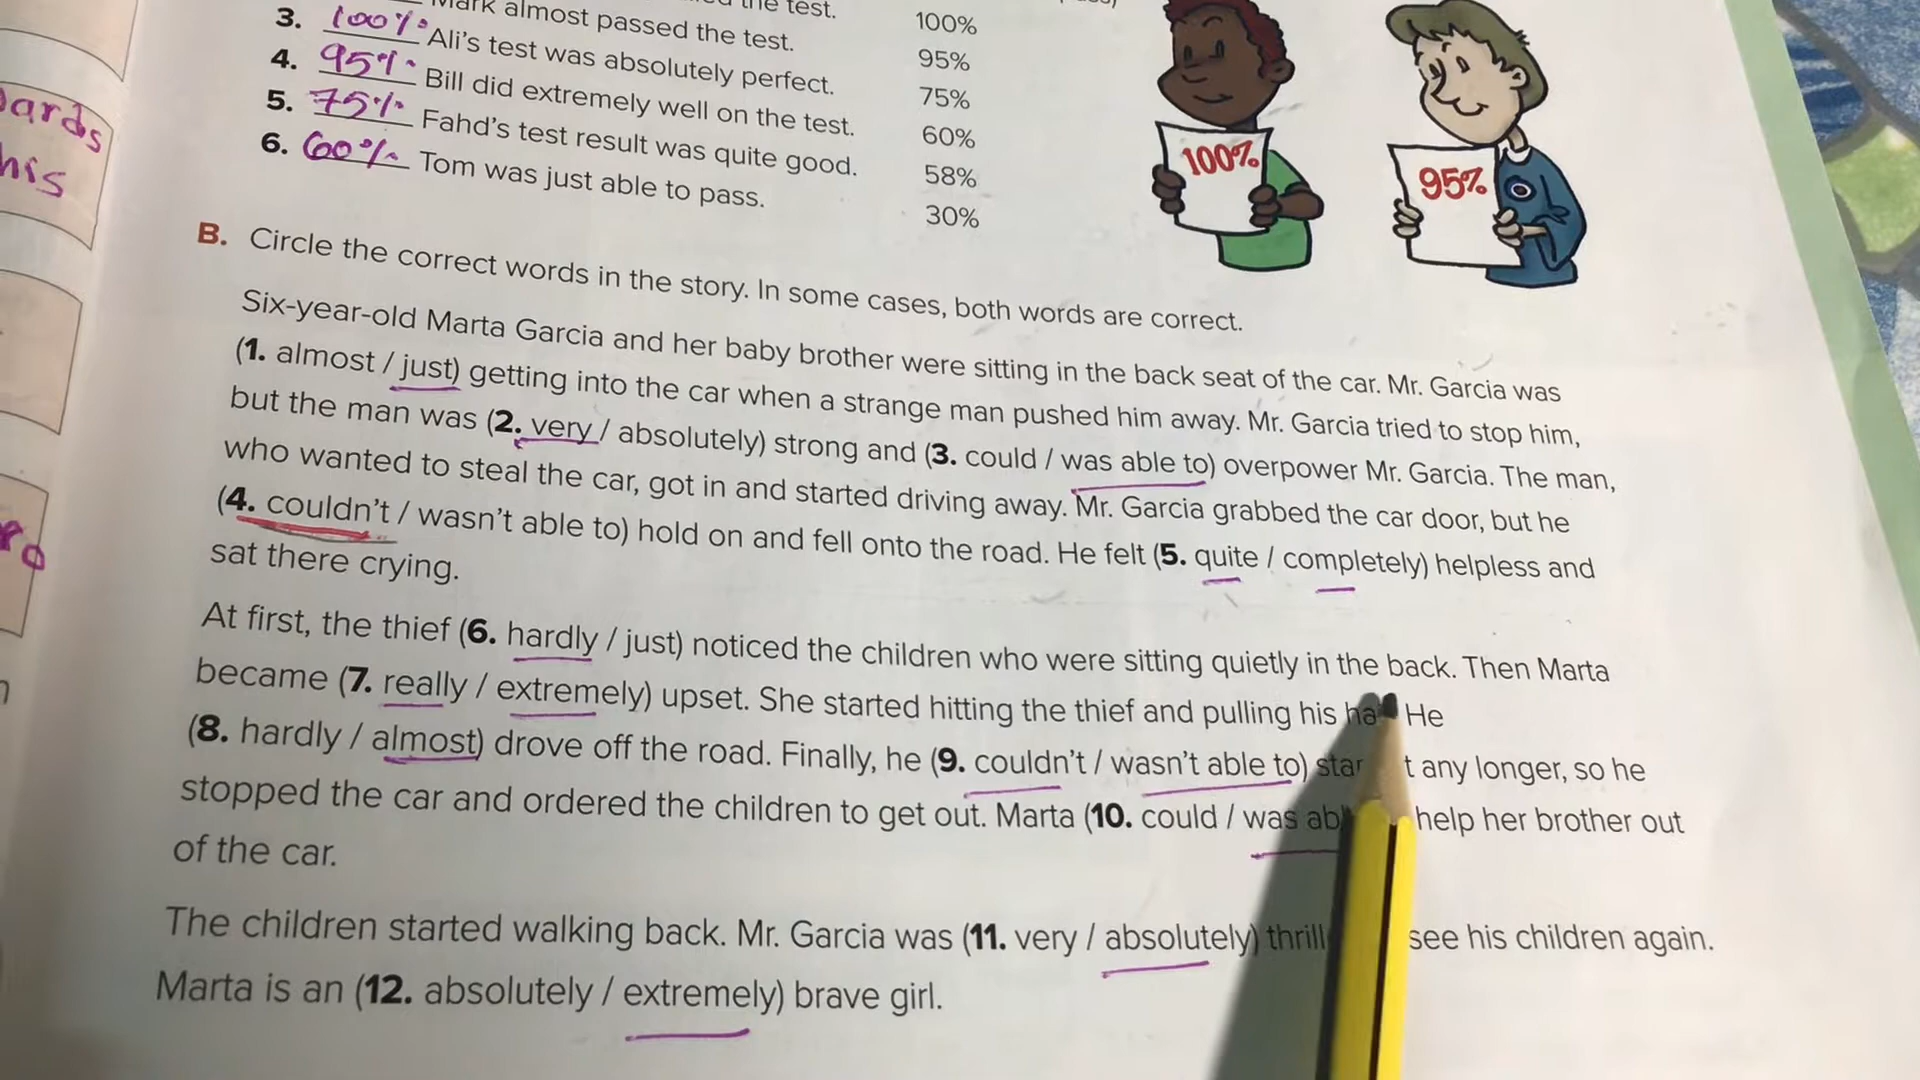 the test.
Mark almost passed the test.
3. 100% Ali's test was absolutely perfect.
4. 95% Bill did extremely well on the test.
5. 75% Fahd's test result was quite good.
6. 60% Tom was just able to pass.
100%
95%
75%
60%
58%
30%
100%
95%
ards
his
B. Circle the correct words in the story. In some cases, both words are correct.
Six-year-old Marta Garcia and her baby brother were sitting in the back seat of the car. Mr. Garcia was
(1. almost / just) getting into the car when a strange man pushed him away. Mr. Garcia tried to stop him,
but the man was (2. very / absolutely) strong and (3. could / was able to) overpower Mr. Garcia. The man,
who wanted to steal the car, got in and started driving away. Mr. Garcia grabbed the car door, but he
(4. couldn't / wasn't able to) hold on and fell onto the road. He felt (5. quite / completely) helpless and
sat there crying.
At first, the thief (6. hardly / just) noticed the children who were sitting quietly in the back. Then Marta
became (7. really / extremely) upset. She started hitting the thief and pulling his ha He
(8. hardly / almost) drove off the road. Finally, he (9. couldn't / wasn't able to) sta t any longer, so he
stopped the car and ordered the children to get out. Marta (10. could / was ab help her brother out
of the car.
The children started walking back. Mr. Garcia was (11. very / absolutely) thrill see his children again.
Marta is an (12. absolutely / extremely) brave girl.